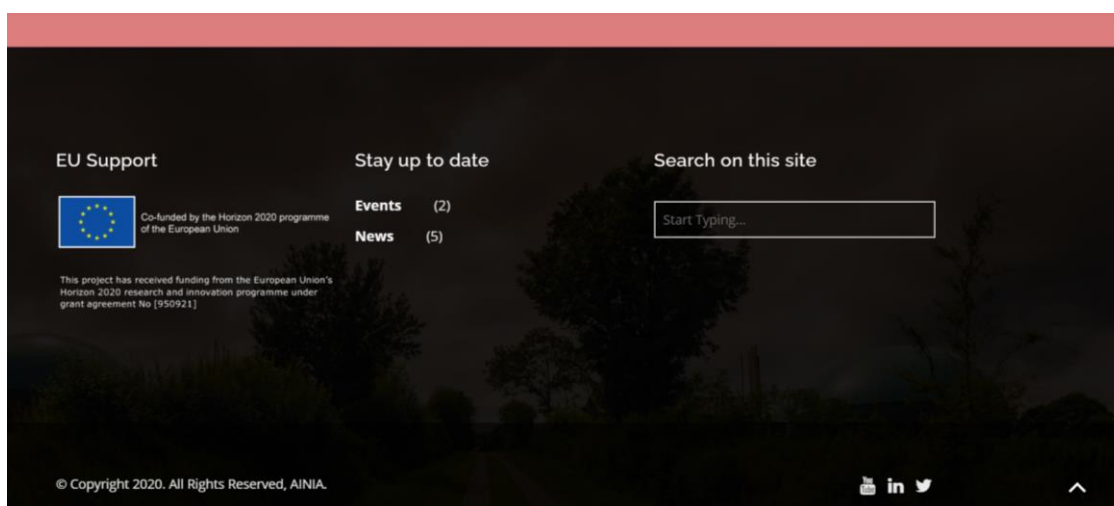 EU Support
Co-funded by the Horizon 2020 programme
of the European Union
This project has received funding from the European Union's
Horizon 2020 research and innovation programme under
grant agreement No [950921]
Stay up to date
Events (2)
News (5)
Search on this site
Start Typing...
© Copyright 2020. All Rights Reserved, AINIA.
You Tube in